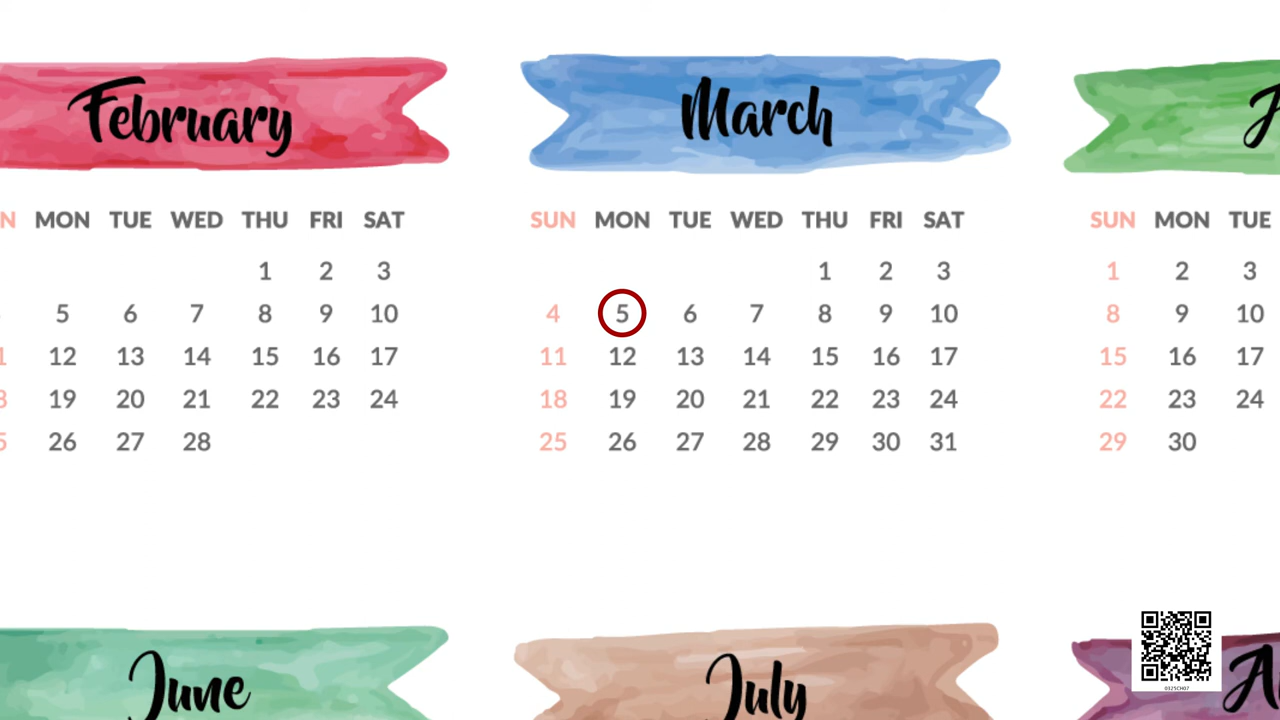 February
MON TUE WED THU FRI SAT
1 2 3
5 6 7 8 9 10
12 13 14 15 16 17
19 20 21 22 23 24
26 27 28
March
SUN MON TUE WED THU FRI SAT
1 2 3
4 5 6 7 8 9 10
11 12 13 14 15 16 17
18 19 20 21 22 23 24
25 26 27 28 29 30 31
SUN MON TUE
1 2 3
8 9 10
15 16 17
22 23 24
29 30
June
July
0325CH07